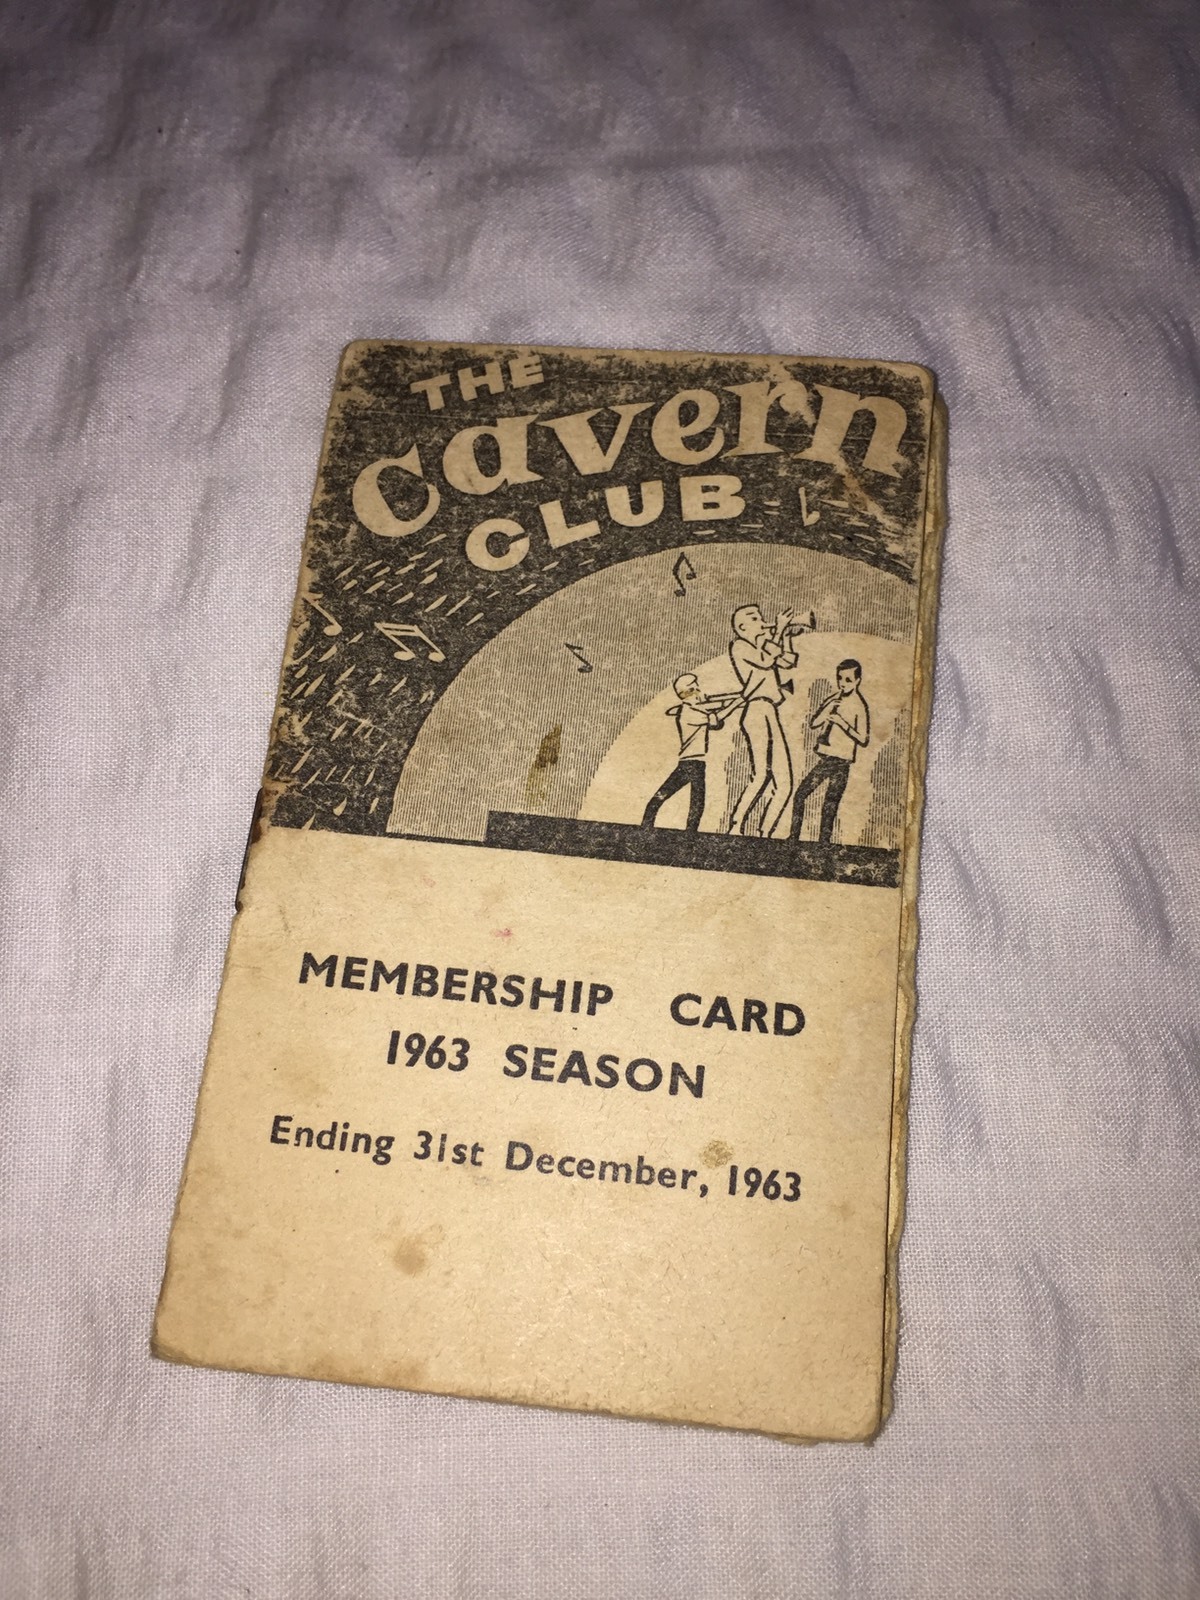 THE
Cavern
CLUB
MEMBERSHIP CARD
1963 SEASON
Ending 31st December, 1963